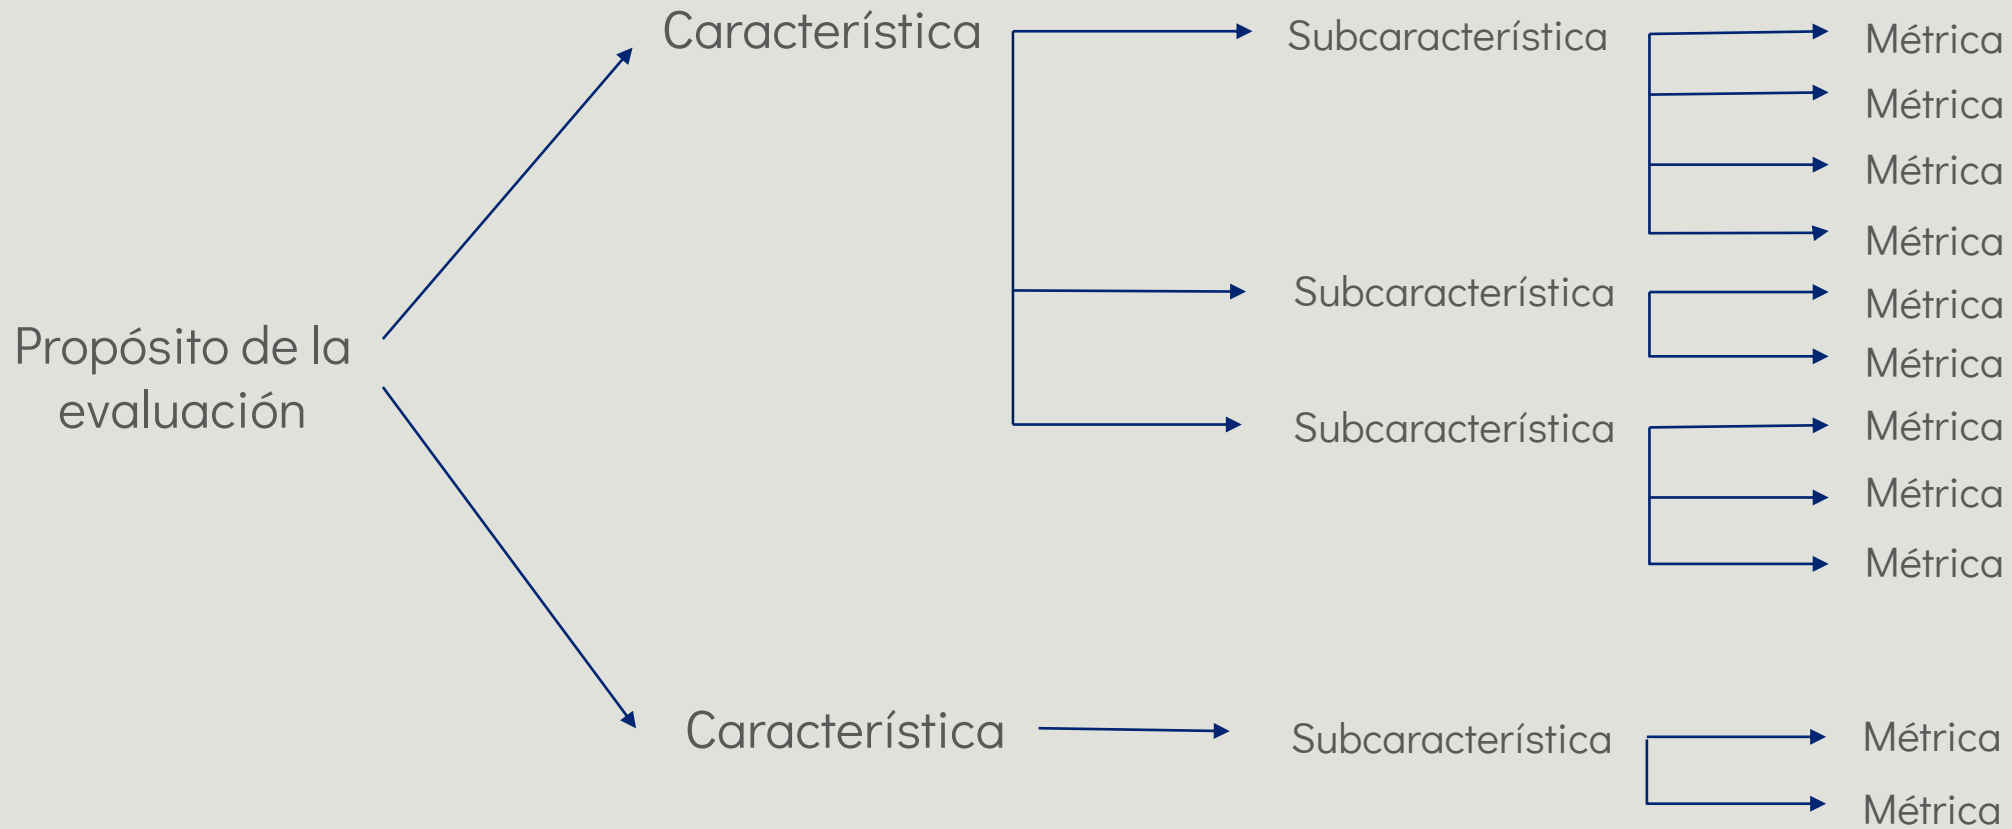 Característica
Subcaracterística
Métrica
Métrica
Métrica
Métrica
Subcaracterística
Métrica
Métrica
Propósito de la
evaluación
Subcaracterística
Métrica
Métrica
Métrica
Característica
Subcaracterística
Métrica
Métrica